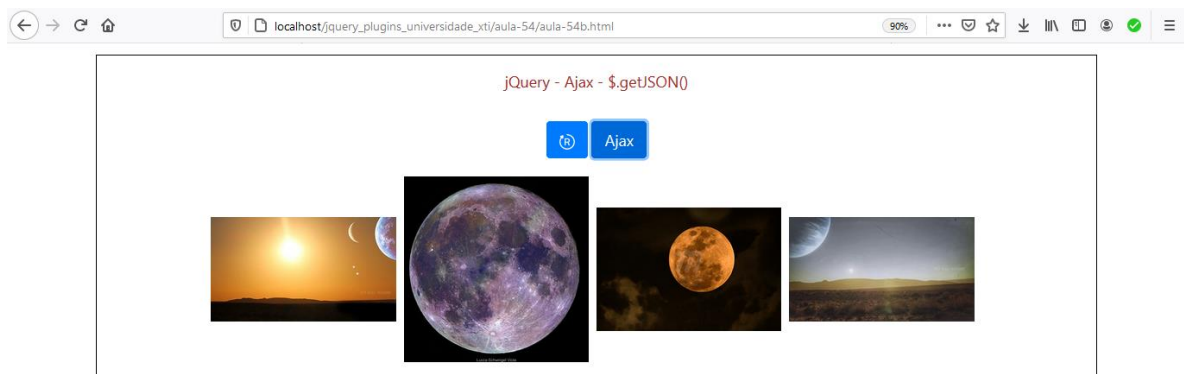 localhost/jquery_plugins_universidade_xti/aula-54/aula-54b.html
90%
jQuery - Ajax - $.getJSON()
R
Ajax